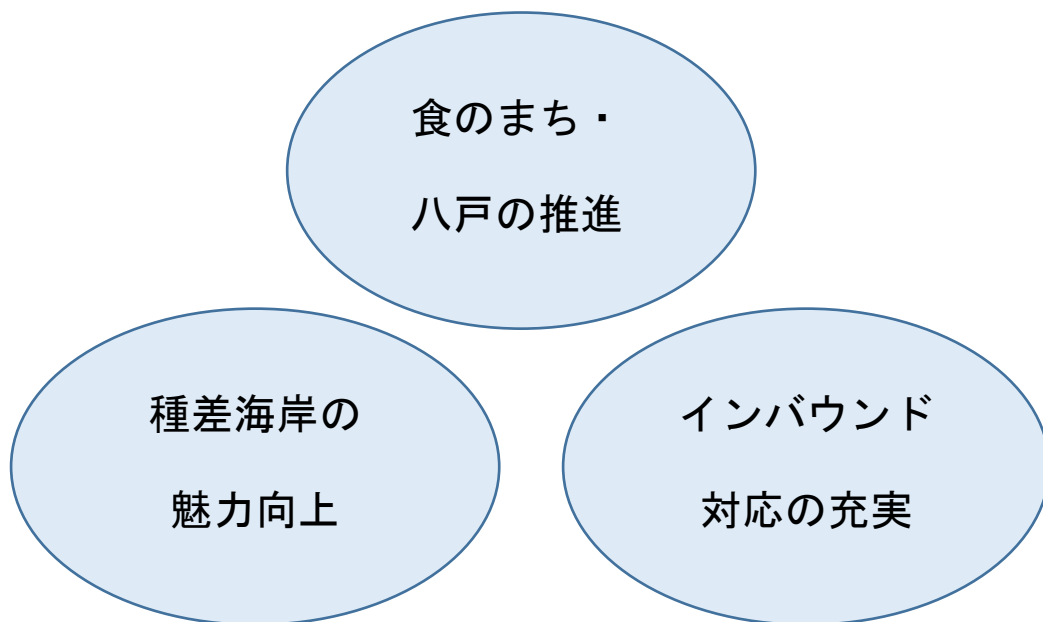 食のまち・
八戸の推進
種差海岸の
魅力向上
インバウンド
対応の充実